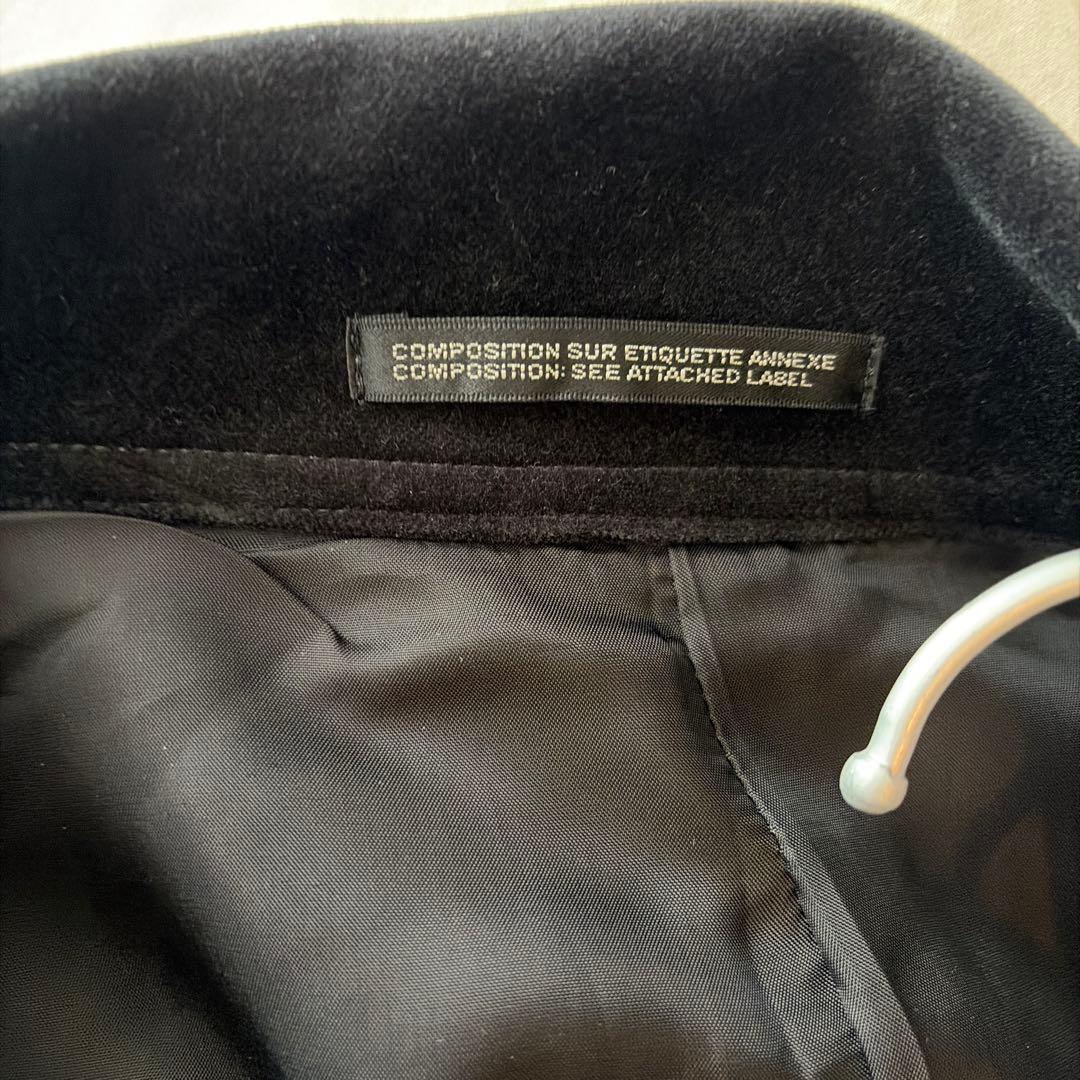 COMPOSITION SUR ETIQUETTE ANNEXE
COMPOSITION: SEE ATTACHED LABEL